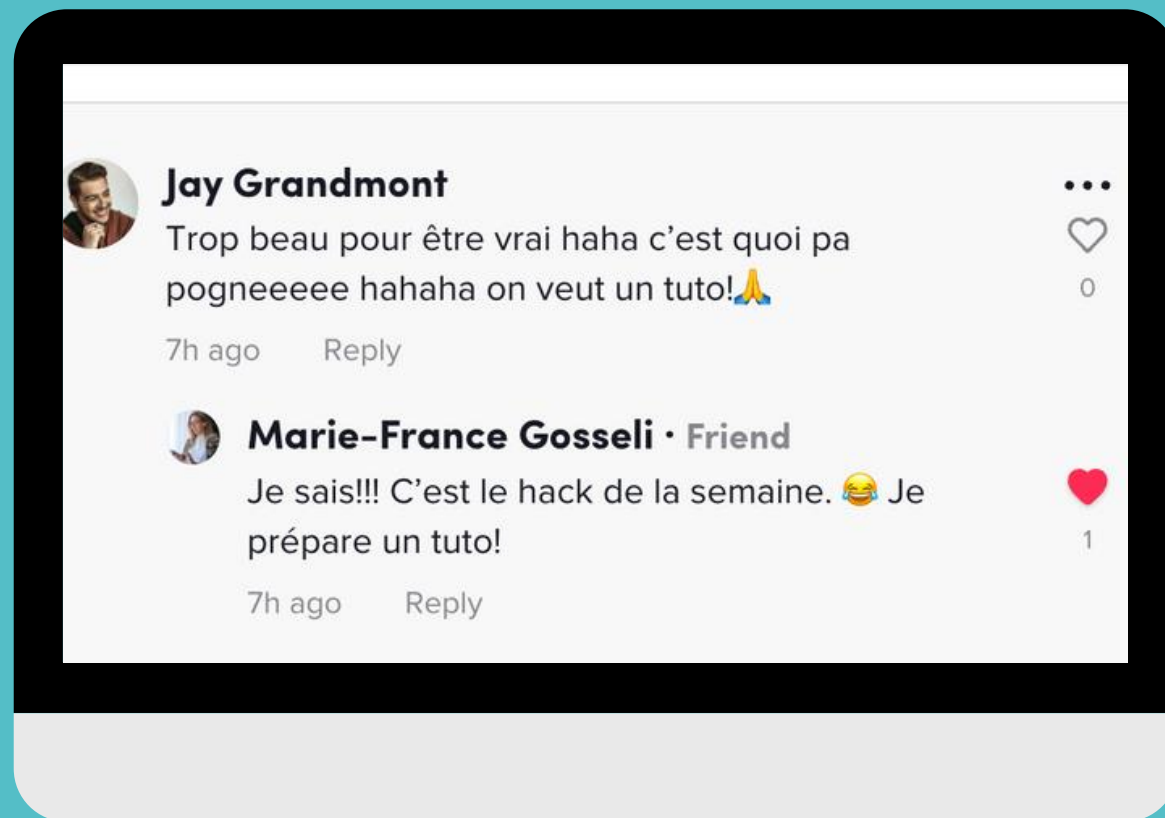 Jay Grandmont
Trop beau pour être vrai haha c'est quoi pa
pogneeeee hahaha on veut un tuto!🙏
0
7h ago Reply
Marie-France Gosseli · Friend
Je sais!!! C'est le hack de la semaine. 😂 Je
prépare un tuto!
1
7h ago Reply